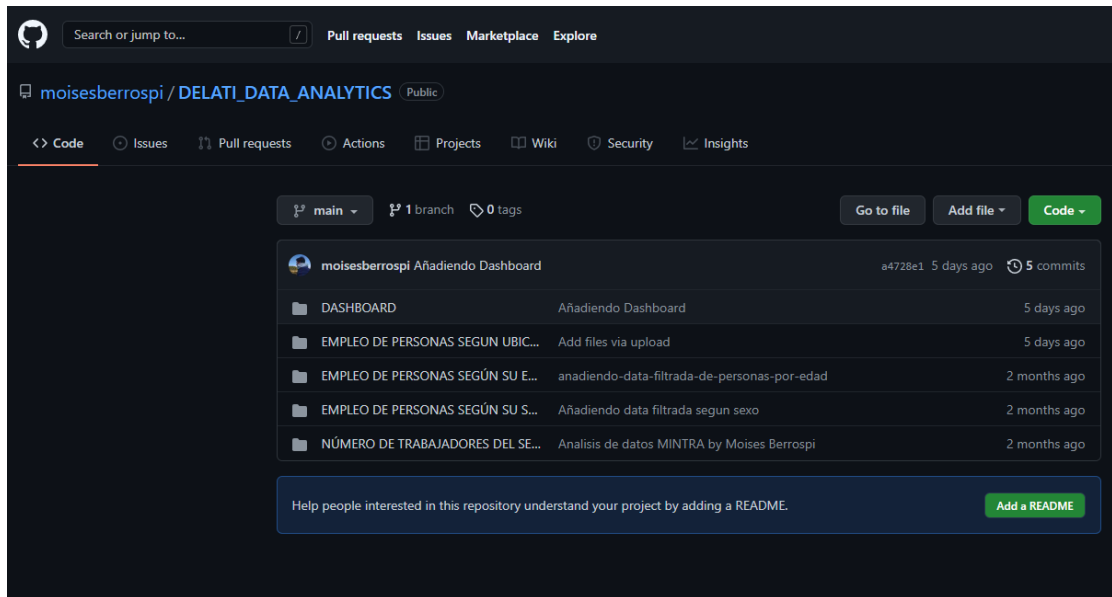 Search or jump to... / Pull requests Issues Marketplace Explore
moisesberrospi / DELATI_DATA_ANALYTICS Public
<> Code Issues Pull requests Actions Projects Wiki Security Insights
main 1 branch 0 tags Go to file Add file Code
moisesberrospi Añadiendo Dashboard a4728e1 5 days ago 5 commits
DASHBOARD Añadiendo Dashboard 5 days ago
EMPLEO DE PERSONAS SEGUN UBIC... Add files via upload 5 days ago
EMPLEO DE PERSONAS SEGÚN SU E... anadiendo-data-filtrada-de-personas-por-edad 2 months ago
EMPLEO DE PERSONAS SEGÚN SU S... Añadiendo data filtrada segun sexo 2 months ago
NÚMERO DE TRABAJADORES DEL SE... Analisis de datos MINTRA by Moises Berrospi 2 months ago
Help people interested in this repository understand your project by adding a README. Add a README